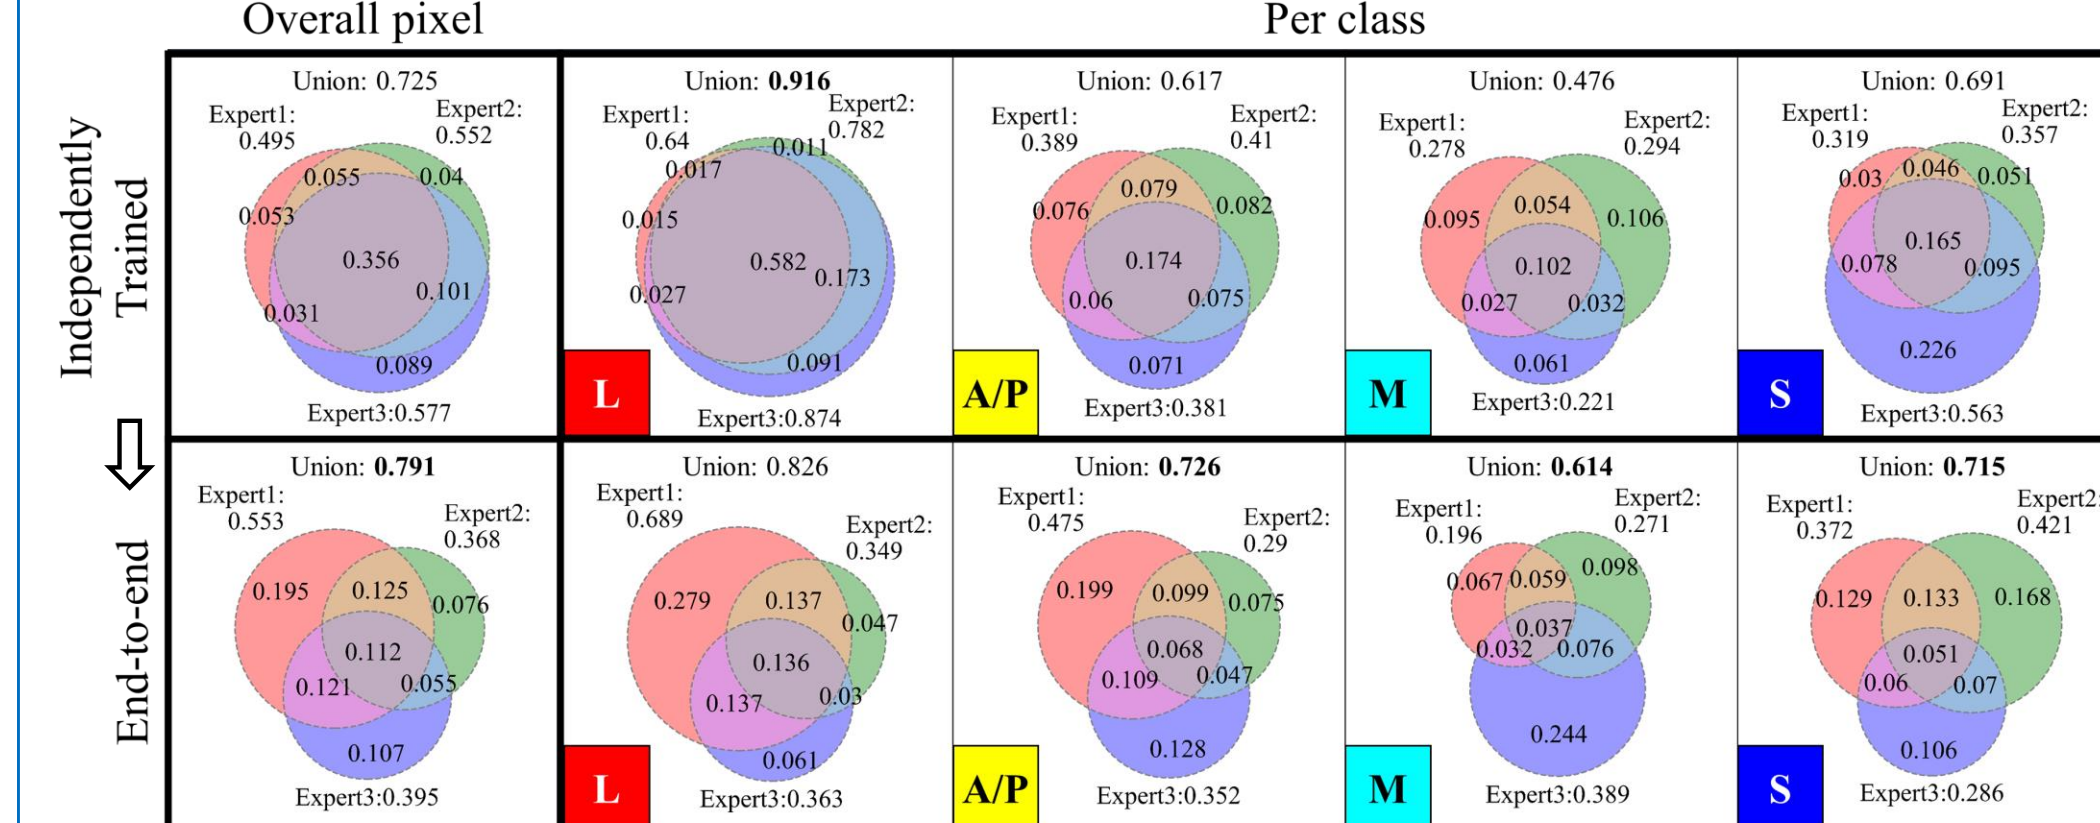 Overall pixel
Per class
Independently
Trained
Union: 0.725
Expert1:
0.495
Expert2:
0.552
0.055
0.04
0.053
0.356
0.101
0.031
0.089
Expert3:0.577
Union: 0.916
Expert1:
0.64
Expert2:
0.782
0.011
0.017
0.015
0.582
0.173
0.027
0.091
L
Expert3:0.874
Union: 0.617
Expert1:
0.389
Expert2:
0.41
0.079
0.076
0.082
0.174
0.06
0.075
0.071
A/P
Expert3:0.381
Union: 0.476
Expert1:
0.278
Expert2:
0.294
0.054
0.095
0.106
0.102
0.027
0.032
0.061
M
Expert3:0.221
Union: 0.691
Expert1:
0.319
Expert2:
0.357
0.046
0.03
0.051
0.165
0.078
0.095
0.226
S
Expert3:0.563
End-to-end
Union: 0.791
Expert1:
0.553
Expert2:
0.368
0.195
0.125
0.076
0.112
0.121
0.055
0.107
Expert3:0.395
Union: 0.826
Expert1:
0.689
Expert2:
0.349
0.279
0.137
0.047
0.136
0.137
0.03
0.061
L
Expert3:0.363
Union: 0.726
Expert1:
0.475
Expert2:
0.29
0.199
0.099
0.075
0.068
0.109
0.047
0.128
A/P
Expert3:0.352
Union: 0.614
Expert1:
0.196
Expert2:
0.271
0.067
0.059
0.098
0.037
0.032
0.076
0.244
M
Expert3:0.389
Union: 0.715
Expert1:
0.372
Expert2:
0.421
0.129
0.133
0.168
0.051
0.06
0.07
0.106
S
Expert3:0.286